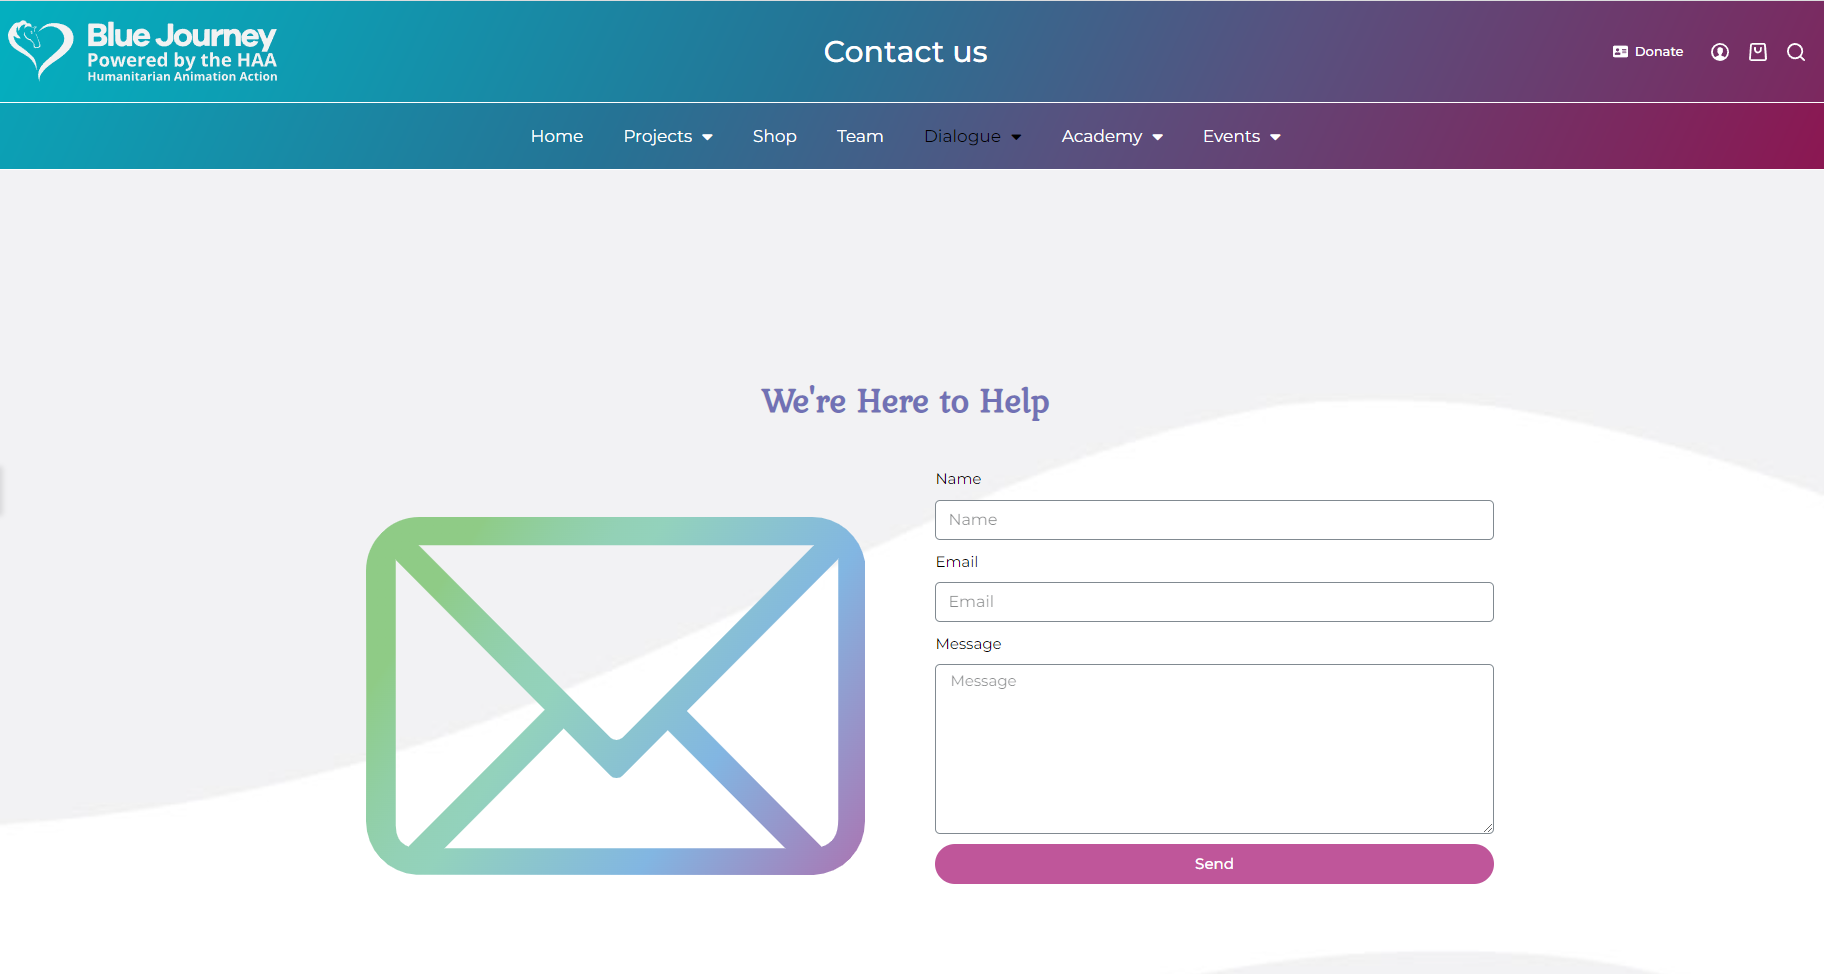 Blue Journey
Powered by the HAA
Humanitarian Animation Action
Contact us
Donate
Home Projects Shop Team Dialogue Academy Events
We're Here to Help
Name
Name
Email
Email
Message
Message
Send